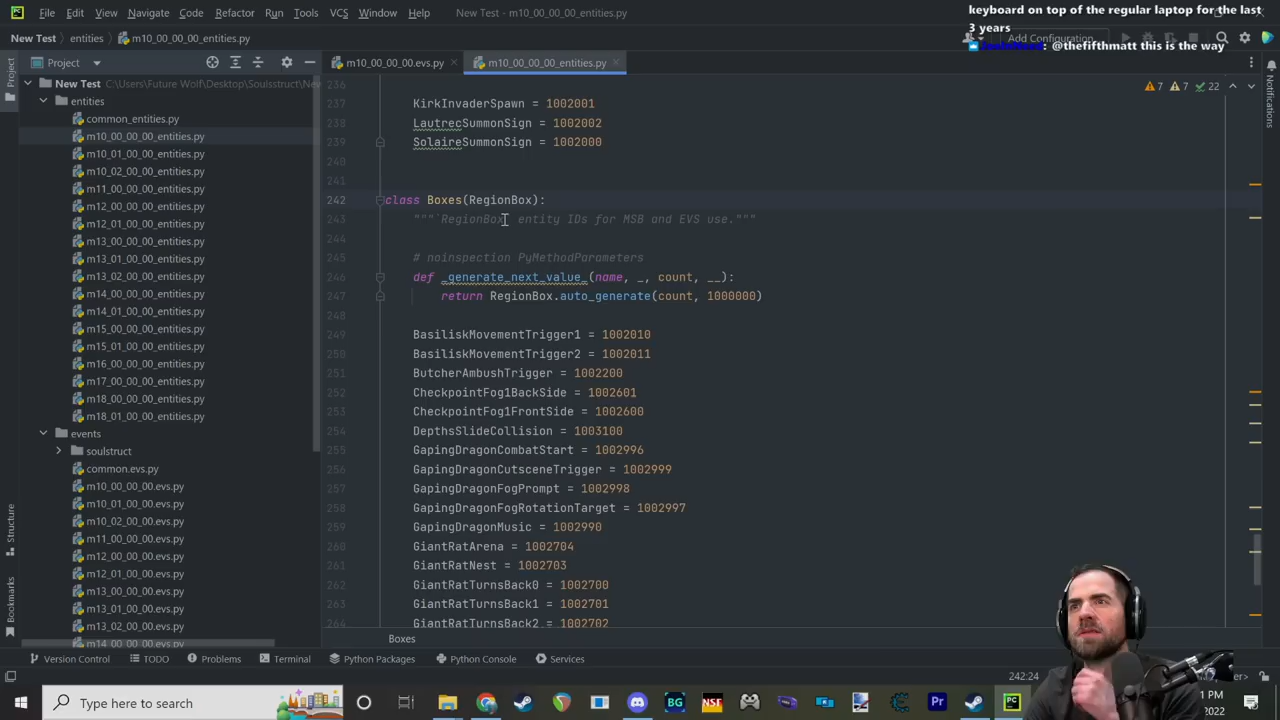 File Edit View Navigate Code Refactor Run Tools VCS Window Help New Test - m10_00_00_00_entities.py
keyboard on top of the regular laptop for the last
3 years
: @thefifthmatt this is the way
New Test entities m10_00_00_00_entities.py
Add Configuration...
Project
Project
m10_00_00_00.evs.py
m10_00_00_00_entities.py
Notifications
7 7 22
New Test C:\Users\Future Wolf\Desktop\Soulsstruct\New
entities
common_entities.py
m10_00_00_00_entities.py
m10_01_00_00_entities.py
m10_02_00_00_entities.py
m11_00_00_00_entities.py
m12_00_00_00_entities.py
m12_01_00_00_entities.py
m13_00_00_00_entities.py
m13_01_00_00_entities.py
m13_02_00_00_entities.py
m14_00_00_00_entities.py
m14_01_00_00_entities.py
m15_00_00_00_entities.py
m15_01_00_00_entities.py
m16_00_00_00_entities.py
m17_00_00_00_entities.py
m18_00_00_00_entities.py
m18_01_00_00_entities.py
events
soulstruct
common.evs.py
m10_00_00_00.evs.py
m10_01_00_00.evs.py
m10_02_00_00.evs.py
m11_00_00_00.evs.py
m12_00_00_00.evs.py
m12_01_00_00.evs.py
m13_00_00_00.evs.py
m13_01_00_00.evs.py
m13_02_00_00.evs.py
m14_00_00_00.evs.py
Structure
Bookmarks
236
237 KirkInvaderSpawn = 1002001
238 LautrecSummonSign = 1002002
239 SolaireSummonSign = 1002000
240
241
242 class Boxes(RegionBox):
243 """`RegionBox` entity IDs for MSB and EVS use."""
244
245 # noinspection PyMethodParameters
246 def _generate_next_value_(name, _, count, __):
247 return RegionBox.auto_generate(count, 1000000)
248
249 BasiliskMovementTrigger1 = 1002010
250 BasiliskMovementTrigger2 = 1002011
251 ButcherAmbushTrigger = 1002200
252 CheckpointFog1BackSide = 1002601
253 CheckpointFog1FrontSide = 1002600
254 DepthsSlideCollision = 1003100
255 GapingDragonCombatStart = 1002996
256 GapingDragonCutsceneTrigger = 1002999
257 GapingDragonFogPrompt = 1002998
258 GapingDragonFogRotationTarget = 1002997
259 GapingDragonMusic = 1002990
260 GiantRatArena = 1002704
261 GiantRatNest = 1002703
262 GiantRatTurnsBack0 = 1002700
263 GiantRatTurnsBack1 = 1002701
264 GiantRatTurnsBack2 = 1002702
Boxes
Version Control TODO Problems Terminal Python Packages Python Console Services
242:24
Type here to search
BG
NSF
Pr
1 PM
2022